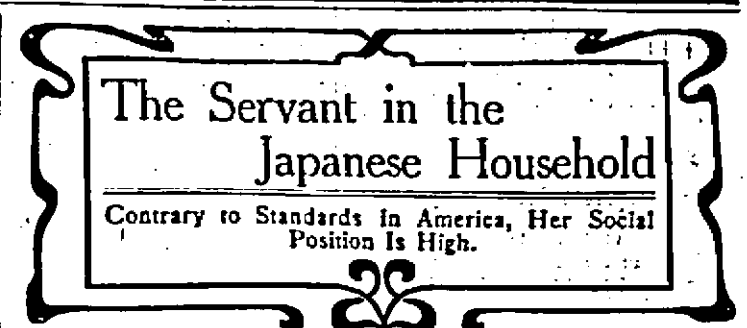 The Servant in the
Japanese Household
Contrary to Standards In America, Her Social
Position Is High.